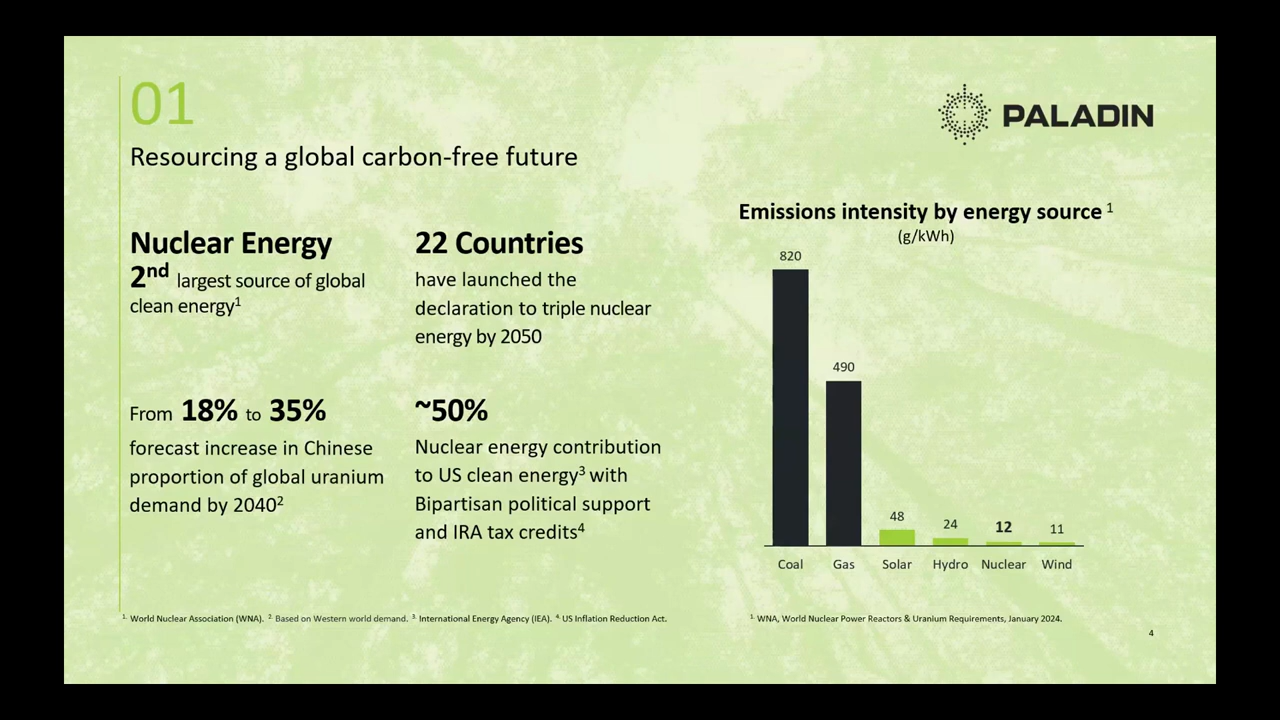 01
Resourcing a global carbon-free future
PALADIN
Nuclear Energy
2nd largest source of global
clean energy1
22 Countries
have launched the
declaration to triple nuclear
energy by 2050
From 18% to 35%
forecast increase in Chinese
proportion of global uranium
demand by 20402
~50%
Nuclear energy contribution
to US clean energy3 with
Bipartisan political support
and IRA tax credits4
Emissions intensity by energy source 1
(g/kWh)
820
490
48
24
12
11
Coal Gas Solar Hydro Nuclear Wind
1. World Nuclear Association (WNA). 2. Based on Western world demand. 3. International Energy Agency (IEA). 4. US Inflation Reduction Act.
1. WNA, World Nuclear Power Reactors & Uranium Requirements, January 2024.
4